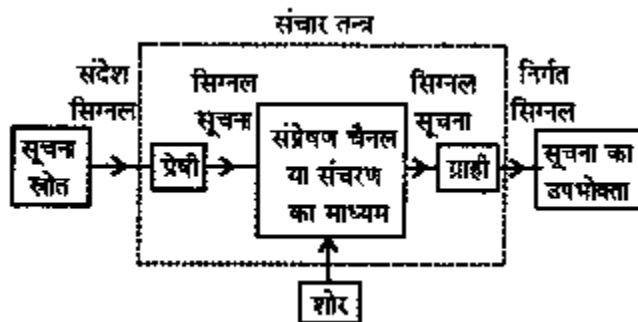 संचार तन्त्र
संदेश
सिग्नल
सिग्नल
सूचना
सिग्नल
सूचना
निर्गत
सिग्नल
सूचना
स्रोत
प्रेषी
संप्रेषण चैनल
या संचरण
का माध्यम
ग्राही
सूचना का
उपभोक्ता
शोर